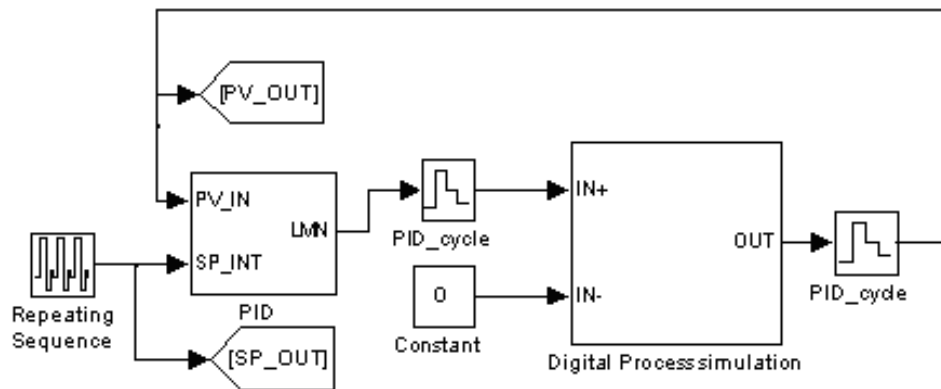 [PV_OUT]
PV_IN
LMN
SP_INT
PID
Repeating
Sequence
[SP_OUT]
PID_cycle
0
Constant
IN+
IN-
OUT
Digital Processsimulation
PID_cycle